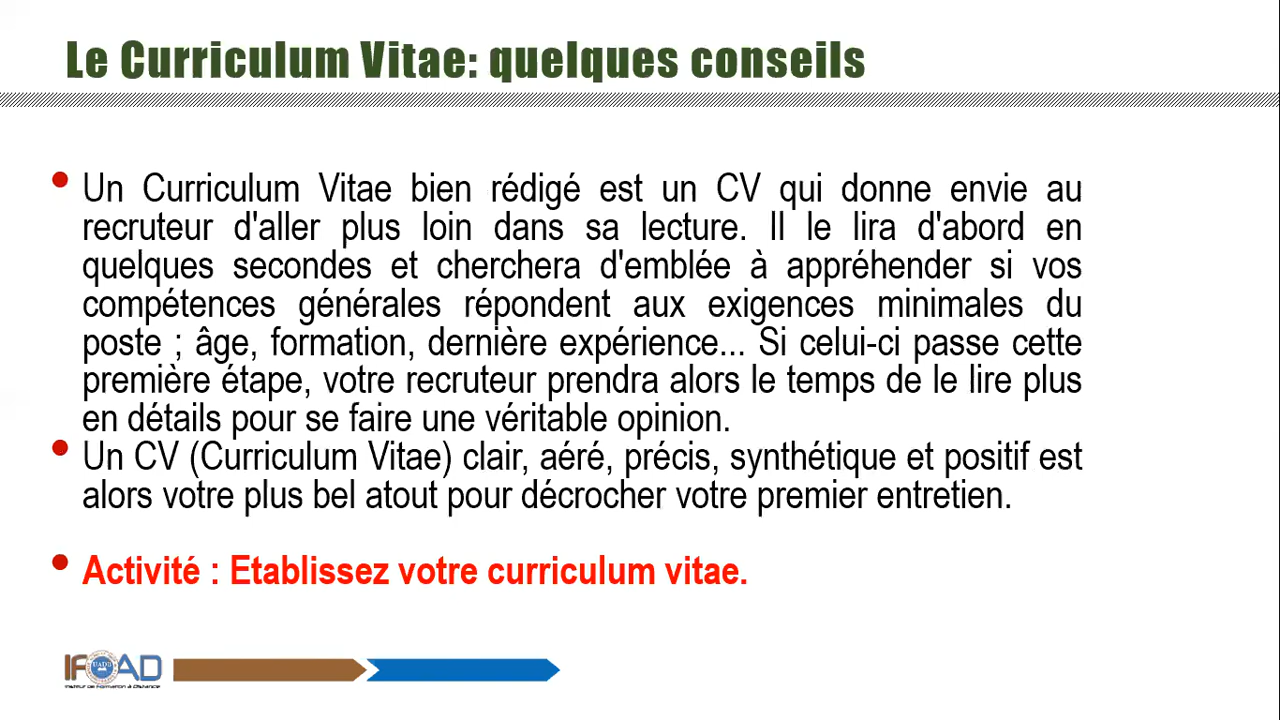 Le Curriculum Vitae: quelques conseils
Un Curriculum Vitae bien rédigé est un CV qui donne envie au
recruteur d'aller plus loin dans sa lecture. Il le lira d'abord en
quelques secondes et cherchera d'emblée à appréhender si vos
compétences générales répondent aux exigences minimales du
poste ; âge, formation, dernière expérience... Si celui-ci passe cette
première étape, votre recruteur prendra alors le temps de le lire plus
en détails pour se faire une véritable opinion.
Un CV (Curriculum Vitae) clair, aéré, précis, synthétique et positif est
alors votre plus bel atout pour décrocher votre premier entretien.
Activité : Etablissez votre curriculum vitae.
IFOAD
Institut de Formation à Distance